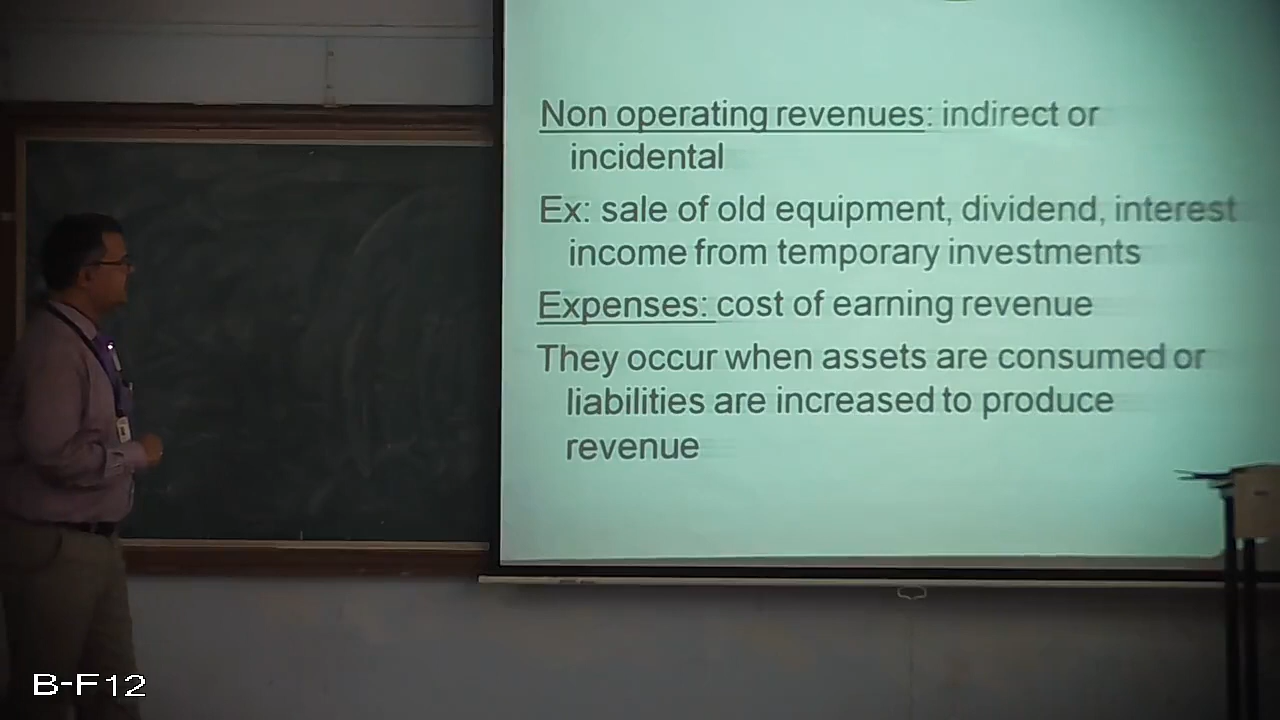 Non operating revenues: indirect or
incidental
Ex: sale of old equipment, dividend, interest
income from temporary investments
Expenses: cost of earning revenue
They occur when assets are consumed or
liabilities are increased to produce
revenue
B-F12